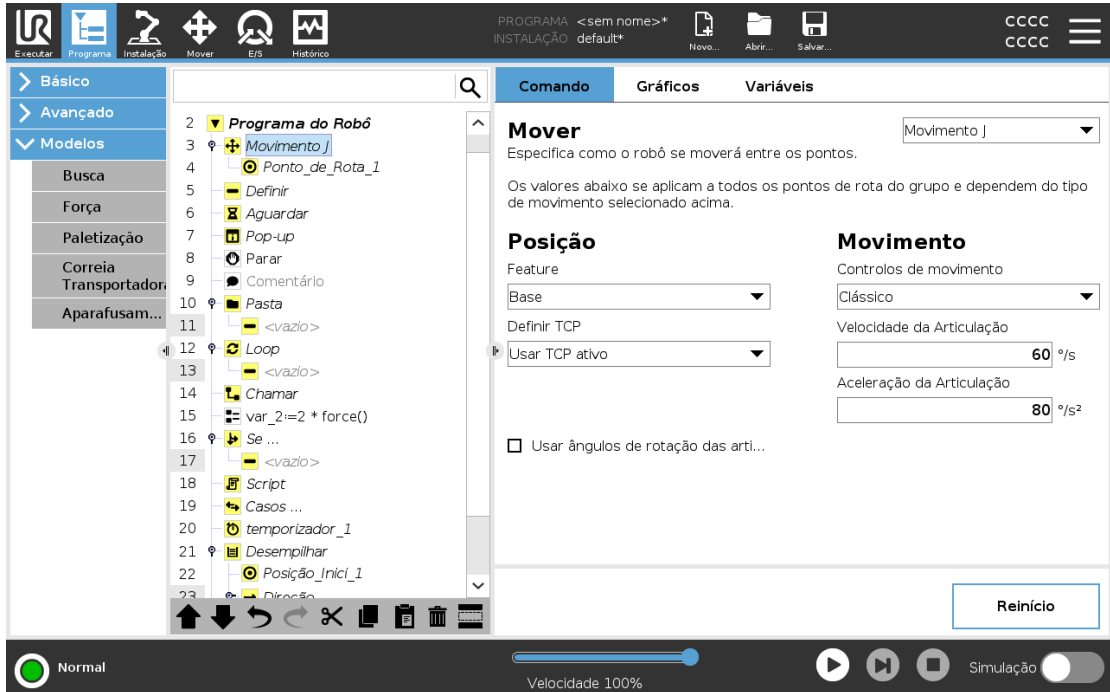 UR
Executar
Programa
Instalação
Mover
E/S
Histórico
PROGRAMA <sem nome>*
INSTALAÇÃO default*
Novo...
Abrir...
Salvar...
CCCC
CCCC
Básico
Avançado
Modelos
Busca
Força
Paletização
Correia
Transportadora
Aparafusam...
2 Programa do Robô
3 Movimento J
4 Ponto_de_Rota_1
5 Definir
6 Aguardar
7 Pop-up
8 Parar
9 Comentário
10 Pasta
11 <vazio>
12 Loop
13 <vazio>
14 Chamar
15 var_2:=2 * force()
16 Se ...
17 <vazio>
18 Script
19 Casos ...
20 temporizador_1
21 Desempilhar
22 Posição_Inici_1
23 Direção
Comando
Gráficos
Variáveis
Mover
Movimento J
Especifica como o robô se moverá entre os pontos.
Os valores abaixo se aplicam a todos os pontos de rota do grupo e dependem do tipo
de movimento selecionado acima.
Posição
Feature
Base
Definir TCP
Usar TCP ativo
Usar ângulos de rotação das arti...
Movimento
Controlos de movimento
Clássico
Velocidade da Articulação
60 °/s
Aceleração da Articulação
80 °/s²
Reinício
Normal
Velocidade 100%
Simulação